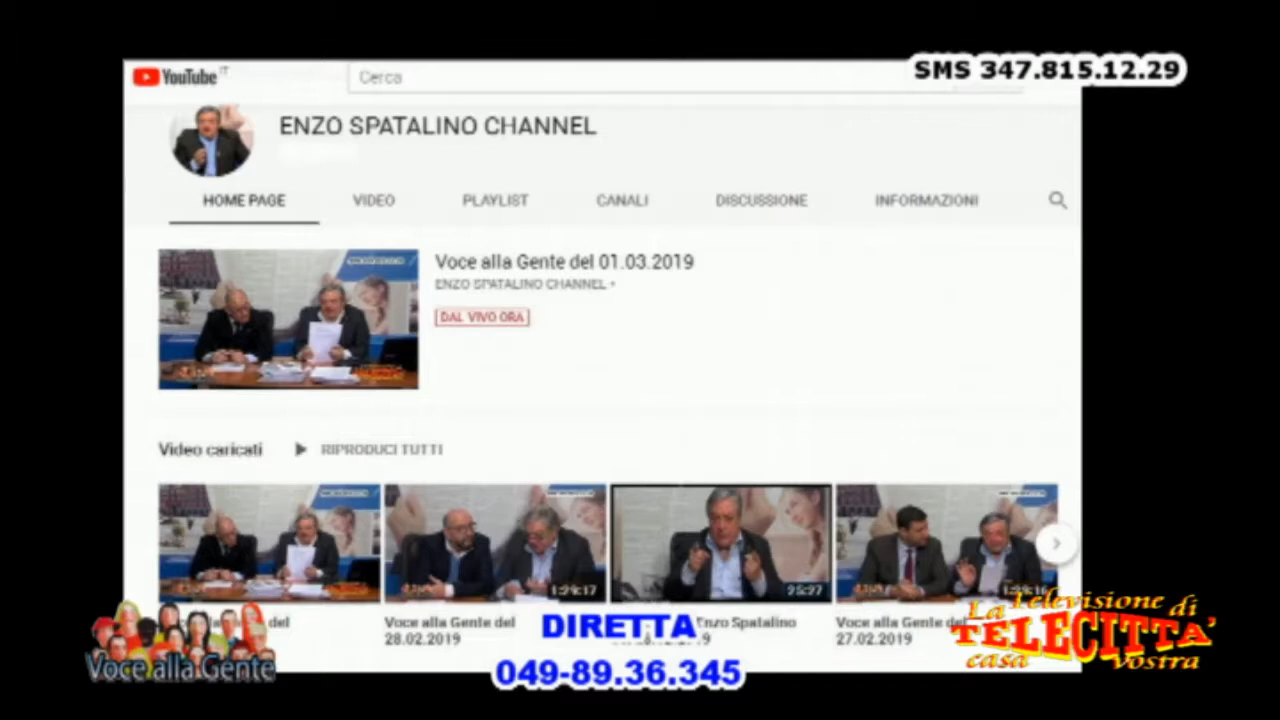 YouTube IT
Cerca
SMS 347.815.12.29
ENZO SPATALINO CHANNEL
HOME PAGE
VIDEO
PLAYLIST
CANALI
DISCUSSIONE
INFORMAZIONI
Voce alla Gente del 01.03.2019
ENZO SPATALINO CHANNEL •
DAL VIVO ORA
Video caricati
RIPRODUCI TUTTI
1:29:17
25:27
del
Voce alla Gente del
28.02.2019
Enzo Spatalino
Voce alla Gente del
27.02.2019
Voce alla Gente
DIRETTA
049-89.36.345
La Televisione di
TELECITTA'
casa Vostra